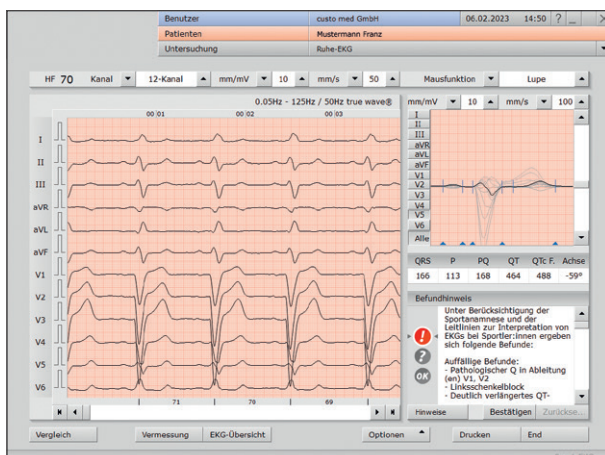 Benutzer custo med GmbH 06.02.2023 14:50 ? _ X
Patienten Mustermann Franz
Untersuchung Ruhe-EKG
HF 70 Kanal 12-Kanal mm/mV 10 mm/s 50 Mausfunktion Lupe
0.05Hz - 125Hz / 50Hz true wave®
00:01 00:02 00:03
I
II
III
aVR
aVL
aVF
V1
V2
V3
V4
V5
V6
71 70 69
mm/mV 10 mm/s 100
I
II
III
aVR
aVL
aVF
V1
V2
V3
V4
V5
V6
Alle
QRS P PQ QT QTc F. Achse
166 113 168 464 488 -59°
Befundhinweis
Unter Berücksichtigung der
Sportanamnese und der
Leitlinien zur Interpretation von
EKGs bei Sportler:innen ergeben
sich folgende Befunde:
Auffällige Befunde:
- Pathologischer Q in Ableitung
(en) V1, V2
- Linksschenkelblock
- Deutlich verlängertes QT-
!
?
OK
Hinweise Bestätigen Zurückse...
Vergleich Vermessung EKG-Übersicht Optionen Drucken End